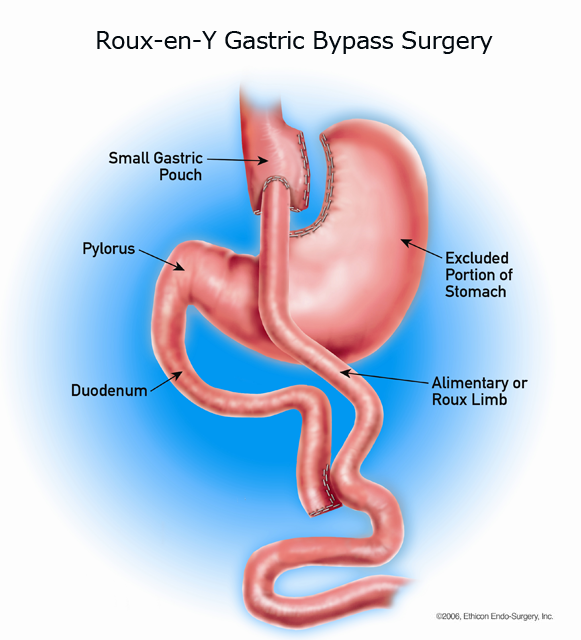 Roux-en-Y Gastric Bypass Surgery
Small Gastric
Pouch
Pylorus
Excluded
Portion of
Stomach
Duodenum
Alimentary or
Roux Limb
©2006, Ethicon Endo-Surgery, Inc.